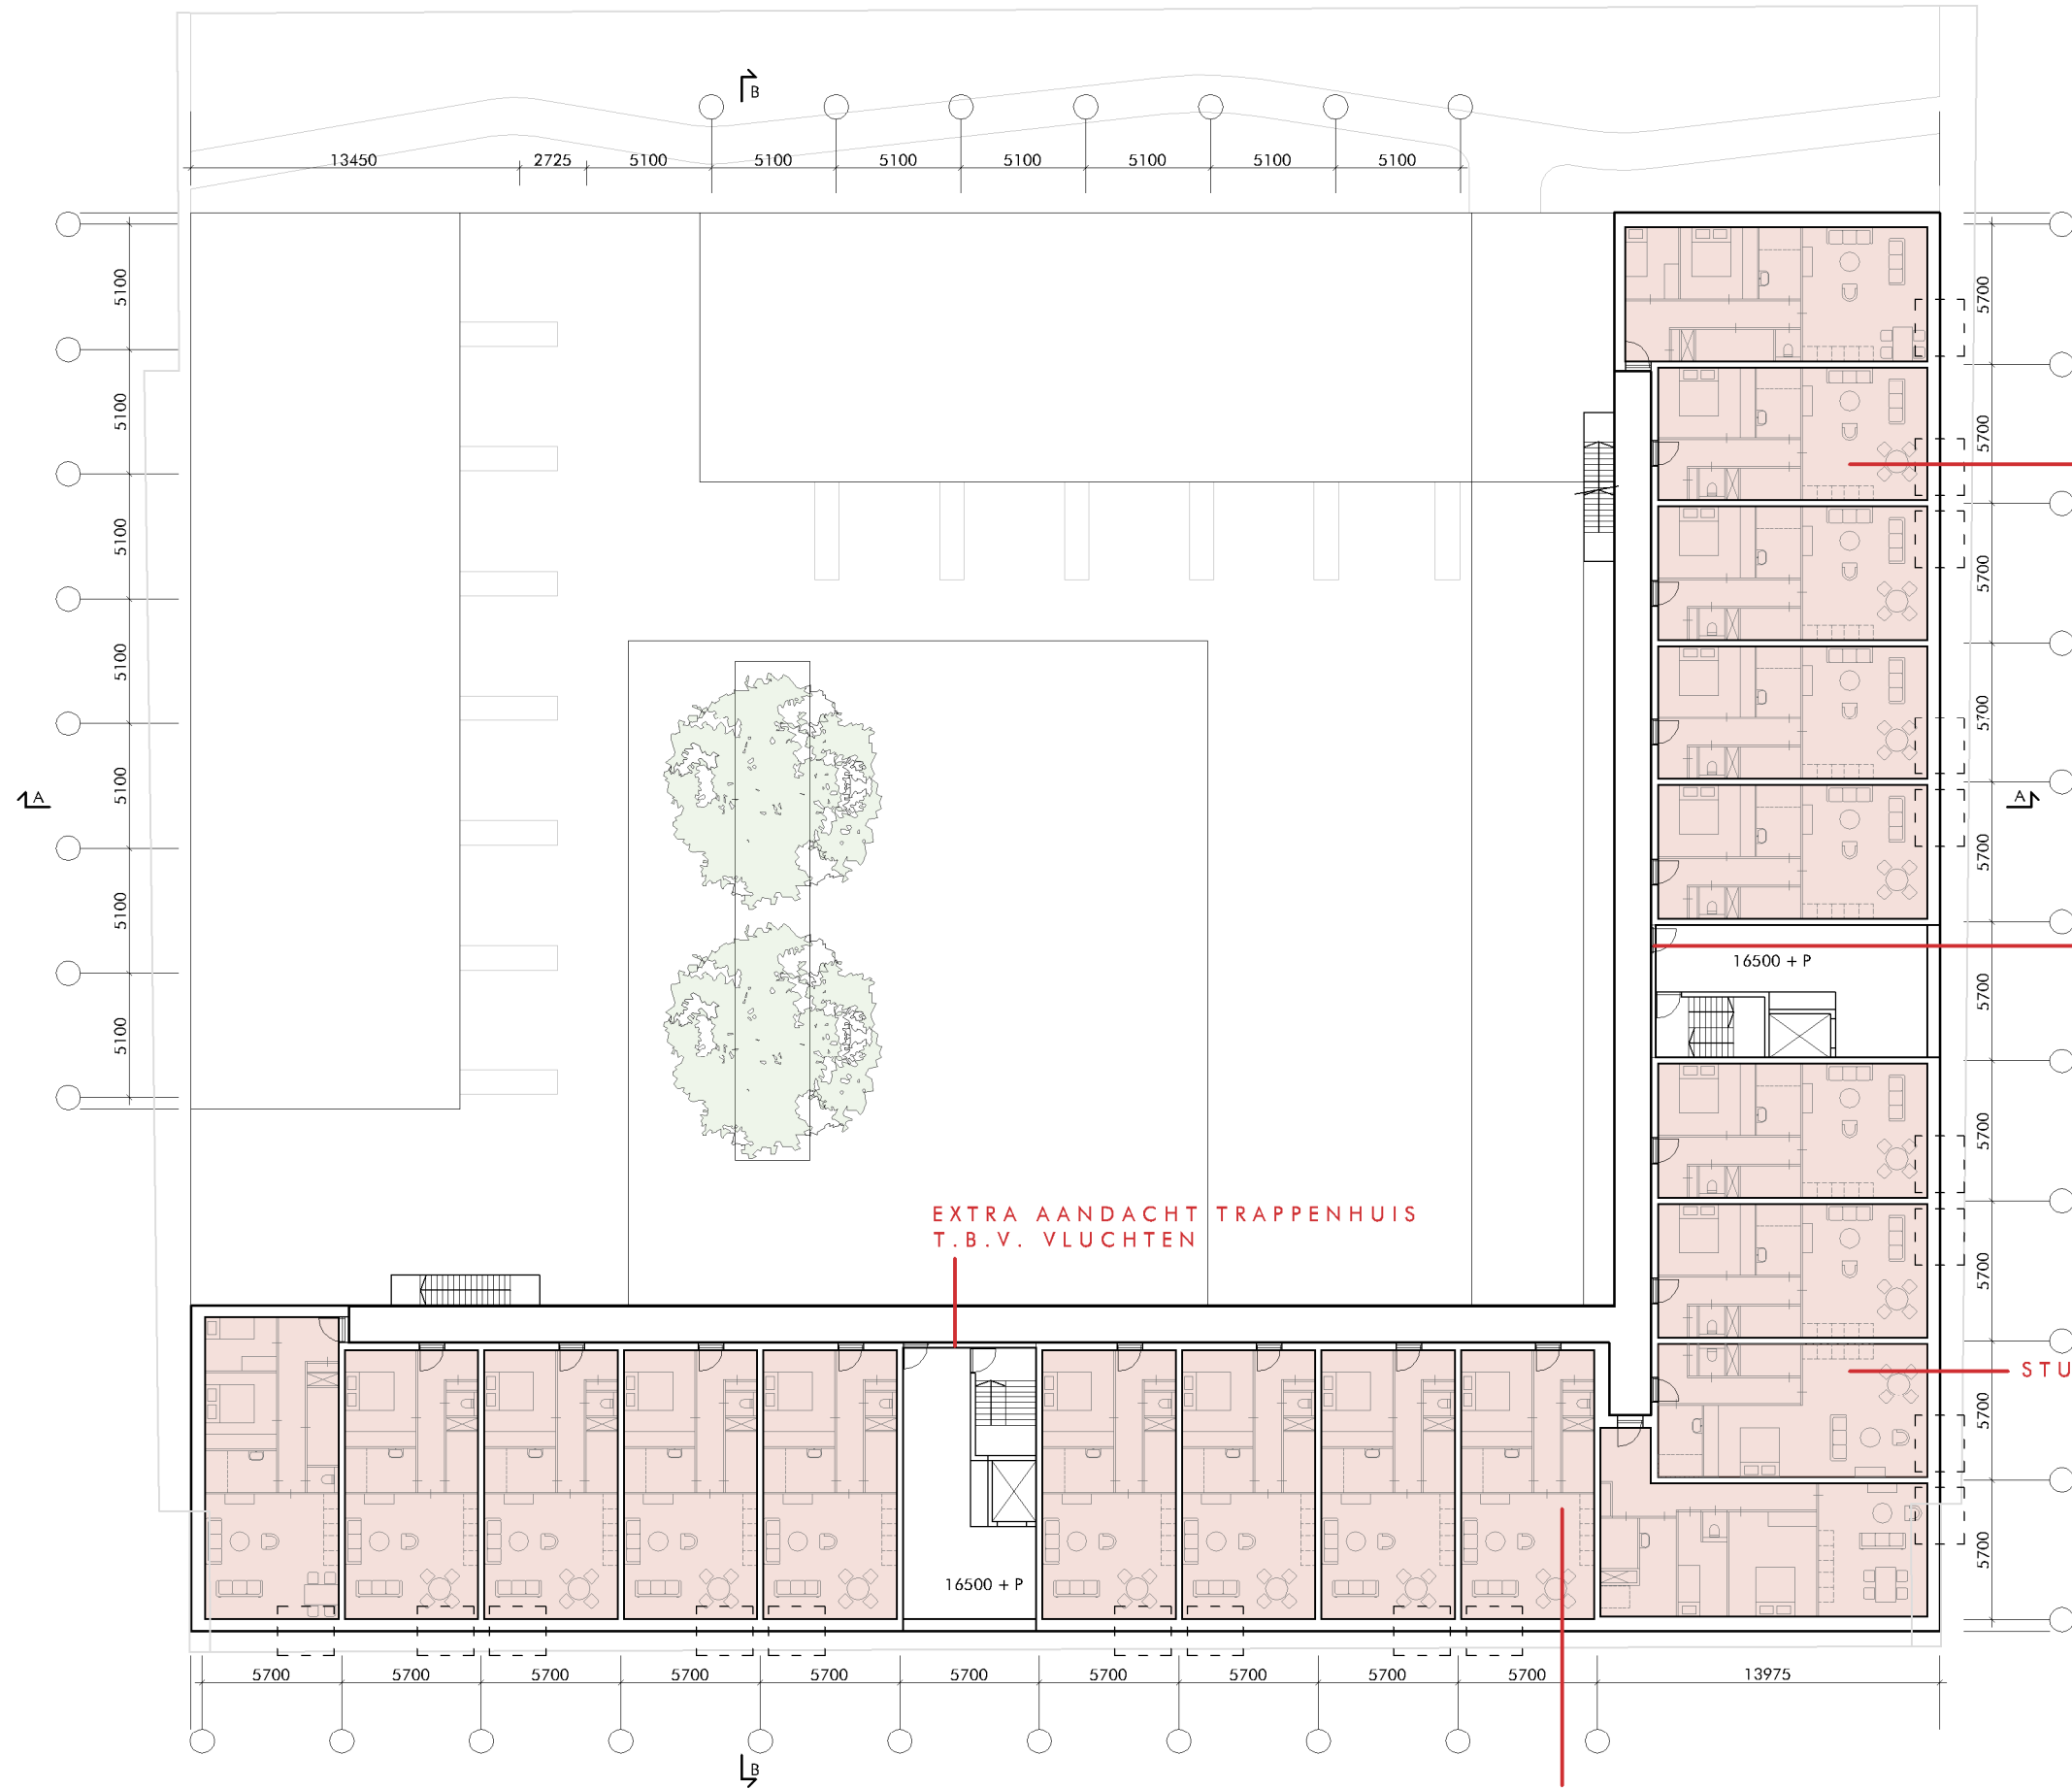 B
13450 2725 5100 5100 5100 5100 5100 5100 5100
5100
5100
5100
5100
5100
5100
5100
5700
5700
5700
5700
5700
5700
5700
5700
5700
5700
A
A
16500 + P
EXTRA AANDACHT TRAPPENHUIS
T.B.V. VLUCHTEN
STU
16500 + P
5700 5700 5700 5700 5700 5700 5700 5700 5700 5700 13975
B